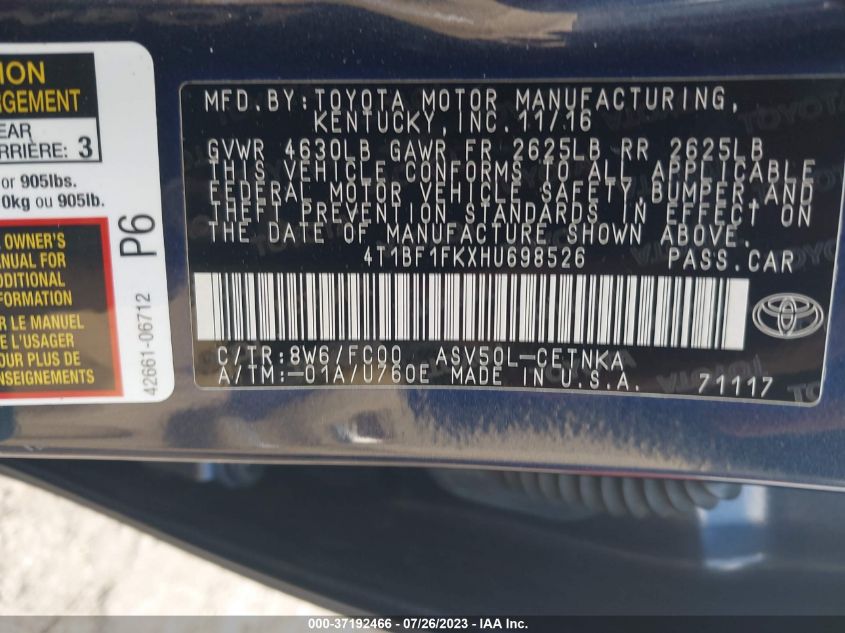 ION
RGEMENT
EAR
RRIÈRE: 3
or 905lbs.
0kg ou 905lb.
OWNER'S
ANUAL FOR
DDITIONAL
FORMATION
R LE MANUEL
POUR PLUS DE
NSEIGNEMENTS
P6
42661-06712
MFD. BY: TOYOTA MOTOR MANUFACTURING,
KENTUCKY, INC. 11/16
GVWR 4630LB GAWR FR 2625LB RR 2625LB
THIS VEHICLE CONFORMS TO ALL APPLICABLE
FEDERAL MOTOR VEHICLE SAFETY, BUMPER, AND
THEFT PREVENTION STANDARDS IN EFFECT ON
THE DATE OF MANUFACTURE SHOWN ABOVE.
4T1BF1FKXHU698526 PASS. CAR
C/TR: 8W6/FC00 ASV50L-CETNKA
A/TM: -01A/U760E MADE IN U.S.A. 71117
000-37192466 - 07/26/2023 - IAA Inc.